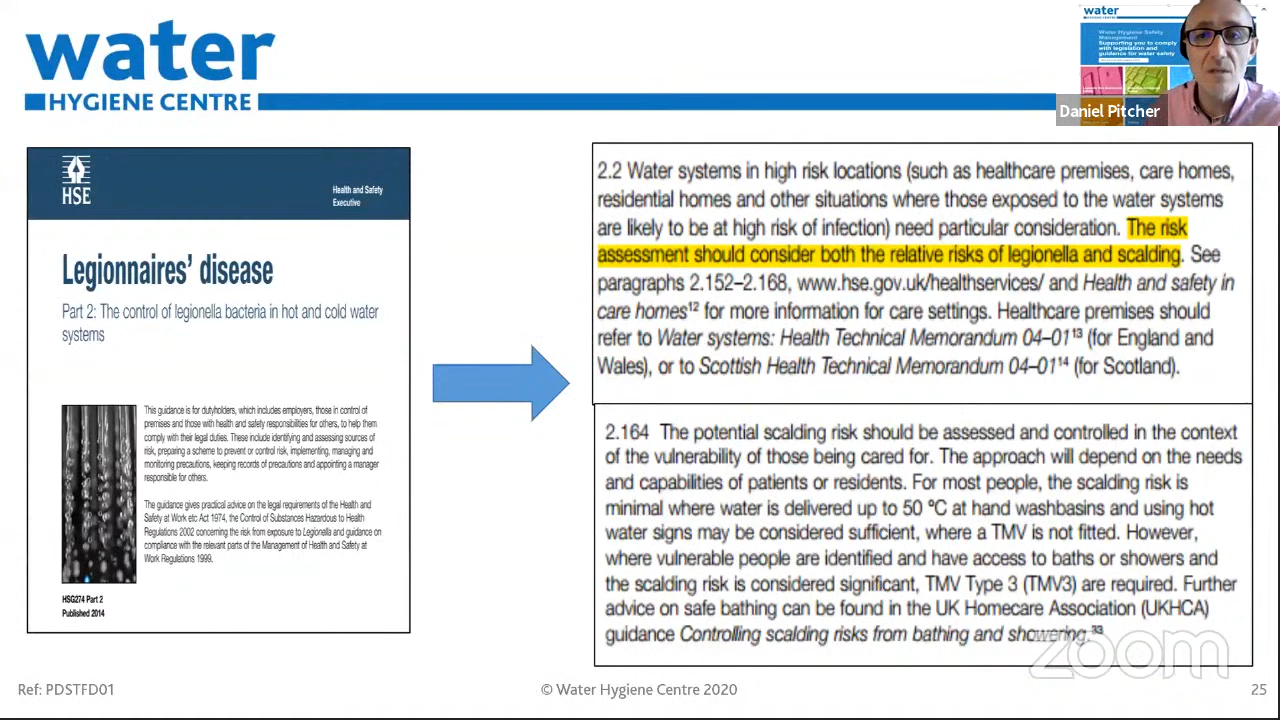 water
HYGIENE CENTRE
water
Water Hygiene Safety
Management
Supporting you to comply
with legislation and
guidance for water safety
Daniel Pitcher
HSE
Health and Safety
Executive
Legionnaires' disease
Part 2: The control of legionella bacteria in hot and cold water
systems
This guidance is for dutyholders, which includes employers, those in control of
premises and those with health and safety responsibilities for others, to help them
comply with their legal duties. These include identifying and assessing sources of
risk, preparing a scheme to prevent or control risk, implementing, managing and
monitoring precautions, keeping records of precautions and appointing a manager
responsible for others.
The guidance gives practical advice on the legal requirements of the Health and
Safety at Work etc Act 1974, the Control of Substances Hazardous to Health
Regulations 2002 concerning the risk from exposure to Legionella and guidance on
compliance with the relevant parts of the Management of Health and Safety at
Work Regulations 1999.
HSG274 Part 2
Published 2014
2.2 Water systems in high risk locations (such as healthcare premises, care homes,
residential homes and other situations where those exposed to the water systems
are likely to be at high risk of infection) need particular consideration. The risk
assessment should consider both the relative risks of legionella and scalding. See
paragraphs 2.152–2.168, www.hse.gov.uk/healthservices/ and Health and safety in
care homes¹² for more information for care settings. Healthcare premises should
refer to Water systems: Health Technical Memorandum 04–01¹³ (for England and
Wales), or to Scottish Health Technical Memorandum 04–01¹⁴ (for Scotland).
2.164 The potential scalding risk should be assessed and controlled in the context
of the vulnerability of those being cared for. The approach will depend on the needs
and capabilities of patients or residents. For most people, the scalding risk is
minimal where water is delivered up to 50 ºC at hand washbasins and using hot
water signs may be considered sufficient, where a TMV is not fitted. However,
where vulnerable people are identified and have access to baths or showers and
the scalding risk is considered significant, TMV Type 3 (TMV3) are required. Further
advice on safe bathing can be found in the UK Homecare Association (UKHCA)
guidance Controlling scalding risks from bathing and showering.³³
zoom
Ref: PDSTFD01
© Water Hygiene Centre 2020
25